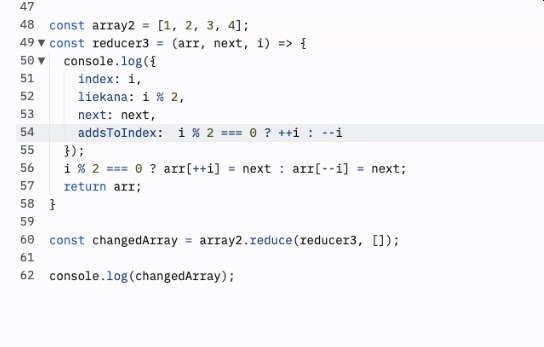 47
48 const array2 = [1, 2, 3, 4];
49 ▼ const reducer3 = (arr, next, i) => {
50 ▼   console.log({
51     index: i,
52     liekana: i % 2,
53     next: next,
54     addsToIndex:  i % 2 === 0 ? ++i : --i
55   });
56   i % 2 === 0 ? arr[++i] = next : arr[--i] = next;
57   return arr;
58 }
59
60 const changedArray = array2.reduce(reducer3, []);
61
62 console.log(changedArray);